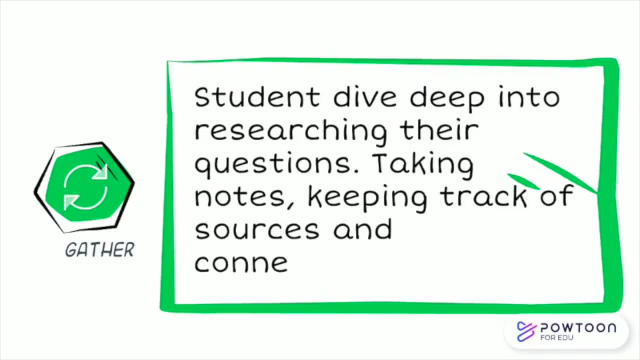 Student dive deep into
researching their
questions. Taking
notes, keeping track of
sources and
conne
GATHER
POWTOON
FOR EDU